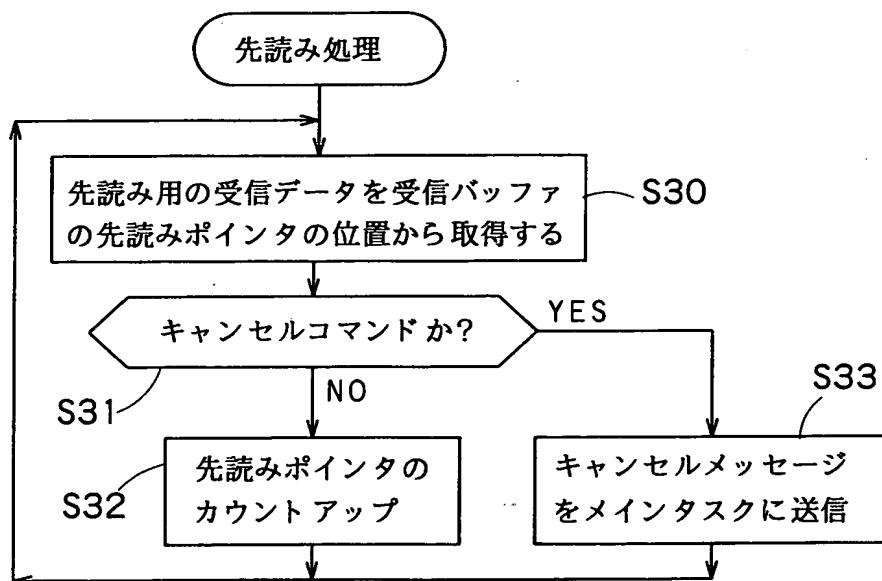 先読み処理
先読み用の受信データを受信バッファ
の先読みポインタの位置から取得する
S30
キャンセルコマンドか?
YES
S31
NO
S33
先読みポインタの
カウントアップ
S32
キャンセルメッセージ
をメインタスクに送信